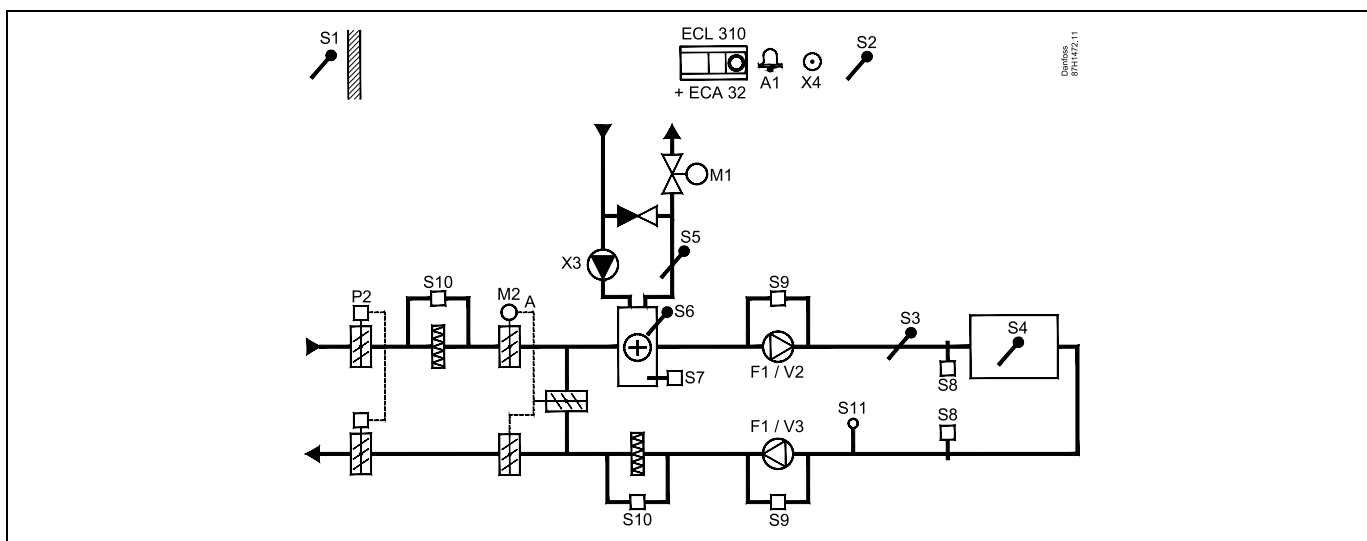 S1
ECL 310
S2
Danfoss
87H1472.11
A1
X4
+ ECA 32
M1
S5
X3
S10
S9
P2
M2
A
S6
S3
S4
F1 / V2
S7
S8
S11
S8
F1 / V3
S10
S9